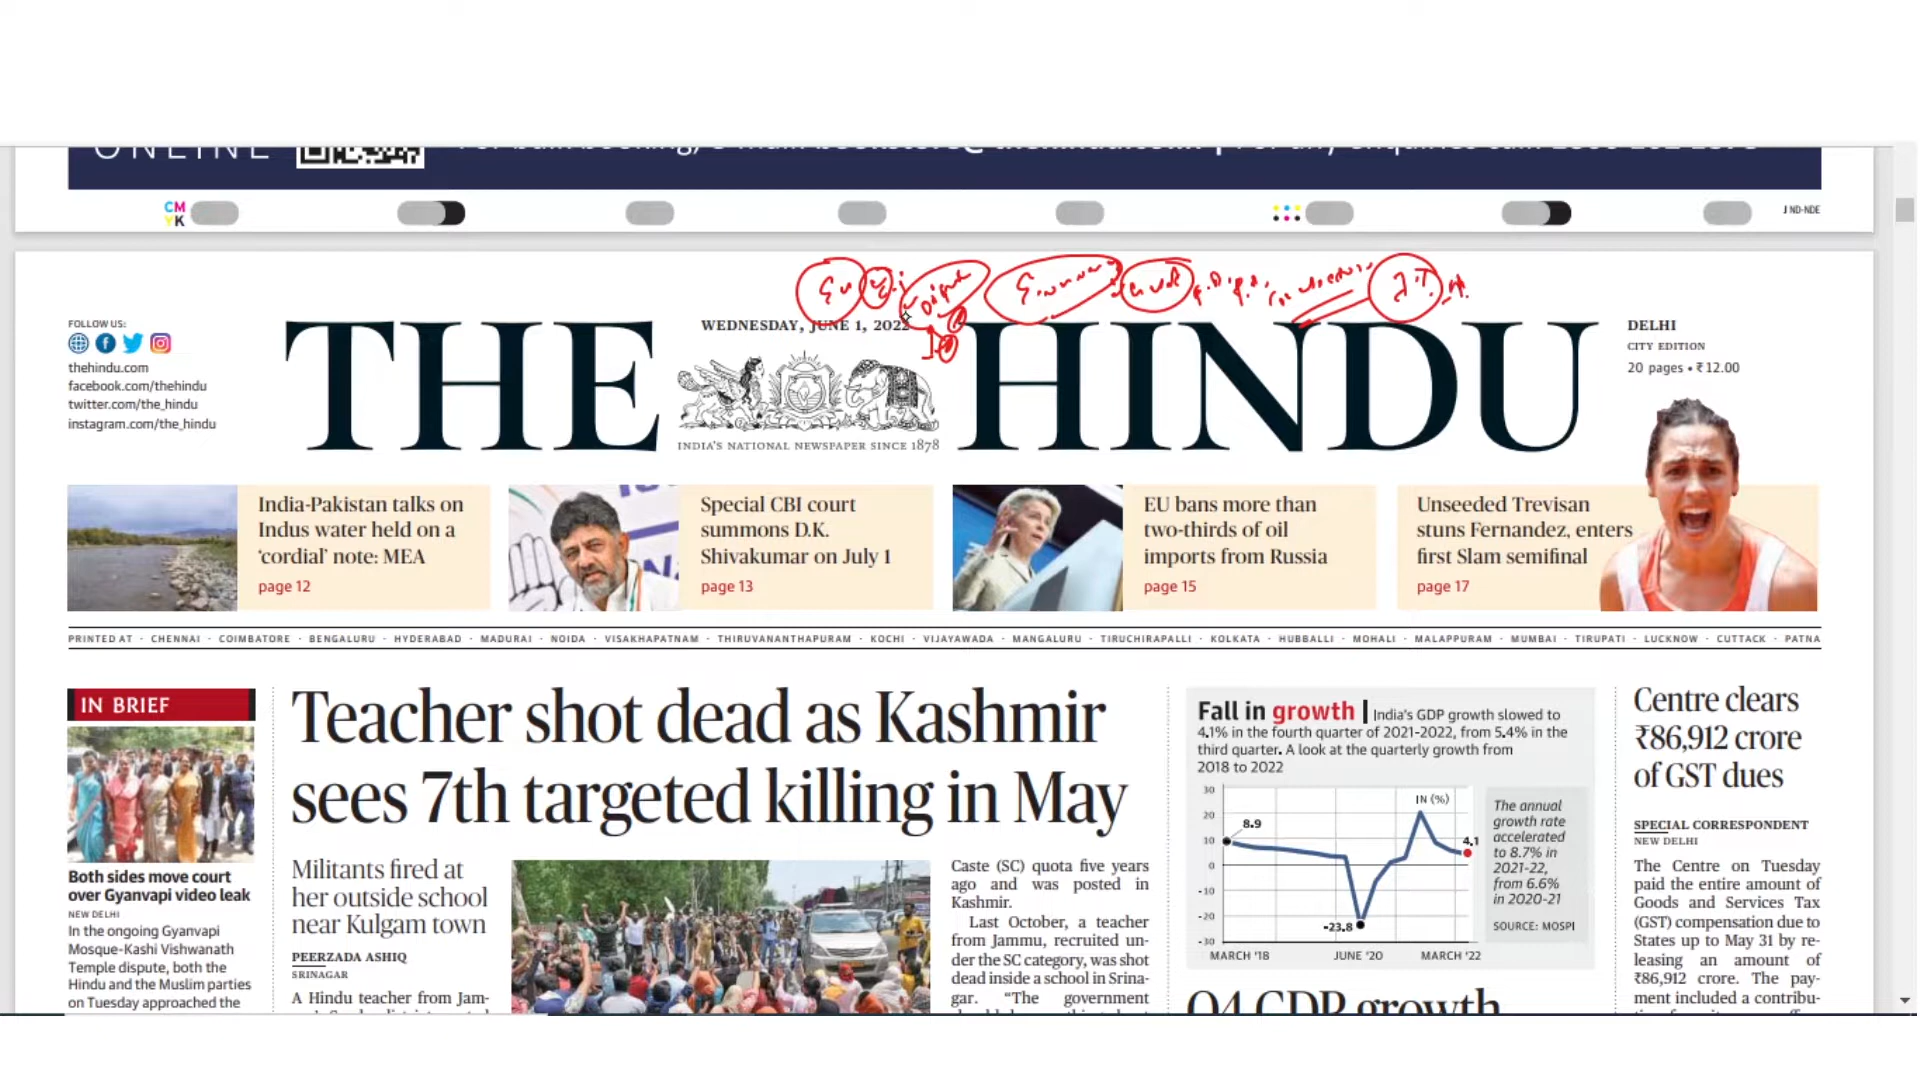 ONLINE
CM
YK
J ND-NDE
WEDNESDAY, JUNE 1, 2022
THE HINDU
INDIA'S NATIONAL NEWSPAPER SINCE 1878
FOLLOW US:
thehindu.com
facebook.com/thehindu
twitter.com/the_hindu
instagram.com/the_hindu
DELHI
CITY EDITION
20 pages • ₹12.00
India-Pakistan talks on
Indus water held on a
‘cordial’ note: MEA
page 12
Special CBI court
summons D.K.
Shivakumar on July 1
page 13
EU bans more than
two-thirds of oil
imports from Russia
page 15
Unseeded Trevisan
stuns Fernandez, enters
first Slam semifinal
page 17
PRINTED AT · CHENNAI · COIMBATORE · BENGALURU · HYDERABAD · MADURAI · NOIDA · VISAKHAPATNAM · THIRUVANANTHAPURAM · KOCHI · VIJAYAWADA · MANGALURU · TIRUCHIRAPALLI · KOLKATA · HUBBALLI · MOHALI · MALAPPURAM · MUMBAI · TIRUPATI · LUCKNOW · CUTTACK · PATNA
IN BRIEF
Both sides move court
over Gyanvapi video leak
NEW DELHI
In the ongoing Gyanvapi
Mosque-Kashi Vishwanath
Temple dispute, both the
Hindu and the Muslim parties
on Tuesday approached the
Teacher shot dead as Kashmir
sees 7th targeted killing in May
Militants fired at
her outside school
near Kulgam town
PEERZADA ASHIQ
SRINAGAR
A Hindu teacher from Jam-
Caste (SC) quota five years
ago and was posted in
Kashmir.
Last October, a teacher
from Jammu, recruited un-
der the SC category, was shot
dead inside a school in Srina-
gar. “The government
Fall in growth | India's GDP growth slowed to
4.1% in the fourth quarter of 2021-2022, from 5.4% in the
third quarter. A look at the quarterly growth from
2018 to 2022
30
20
10
0
-10
-20
-30
IN (%)
8.9
4.1
-23.8
MARCH '18
JUNE '20
MARCH '22
The annual
growth rate
accelerated
to 8.7% in
2021-22,
from 6.6%
in 2020-21
SOURCE: MOSPI
Q4 GDP growth
Centre clears
₹86,912 crore
of GST dues
SPECIAL CORRESPONDENT
NEW DELHI
The Centre on Tuesday
paid the entire amount of
Goods and Services Tax
(GST) compensation due to
States up to May 31 by re-
leasing an amount of
₹86,912 crore. The pay-
ment included a contribu-